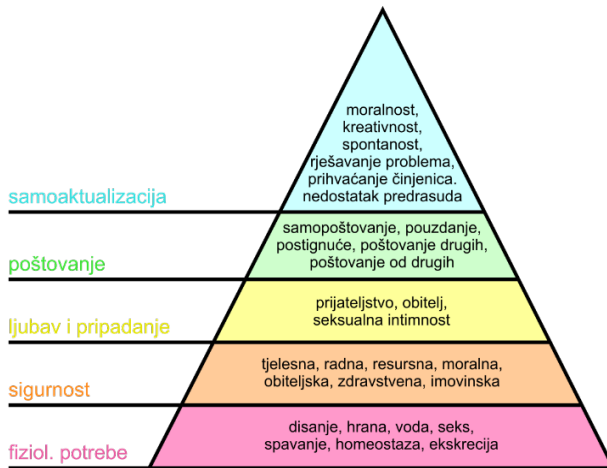 moralnost,
kreativnost,
spontanost,
rješavanje problema,
prihvaćanje činjenica.
nedostatak predrasuda
samoaktualizacija
samopoštovanje, pouzdanje,
postignuće, poštovanje drugih,
poštovanje od drugih
poštovanje
prijateljstvo, obitelj,
seksualna intimnost
ljubav i pripadanje
tjelesna, radna, resursna, moralna,
obiteljska, zdravstvena, imovinska
sigurnost
disanje, hrana, voda, seks,
spavanje, homeostaza, ekskrecija
fiziol. potrebe